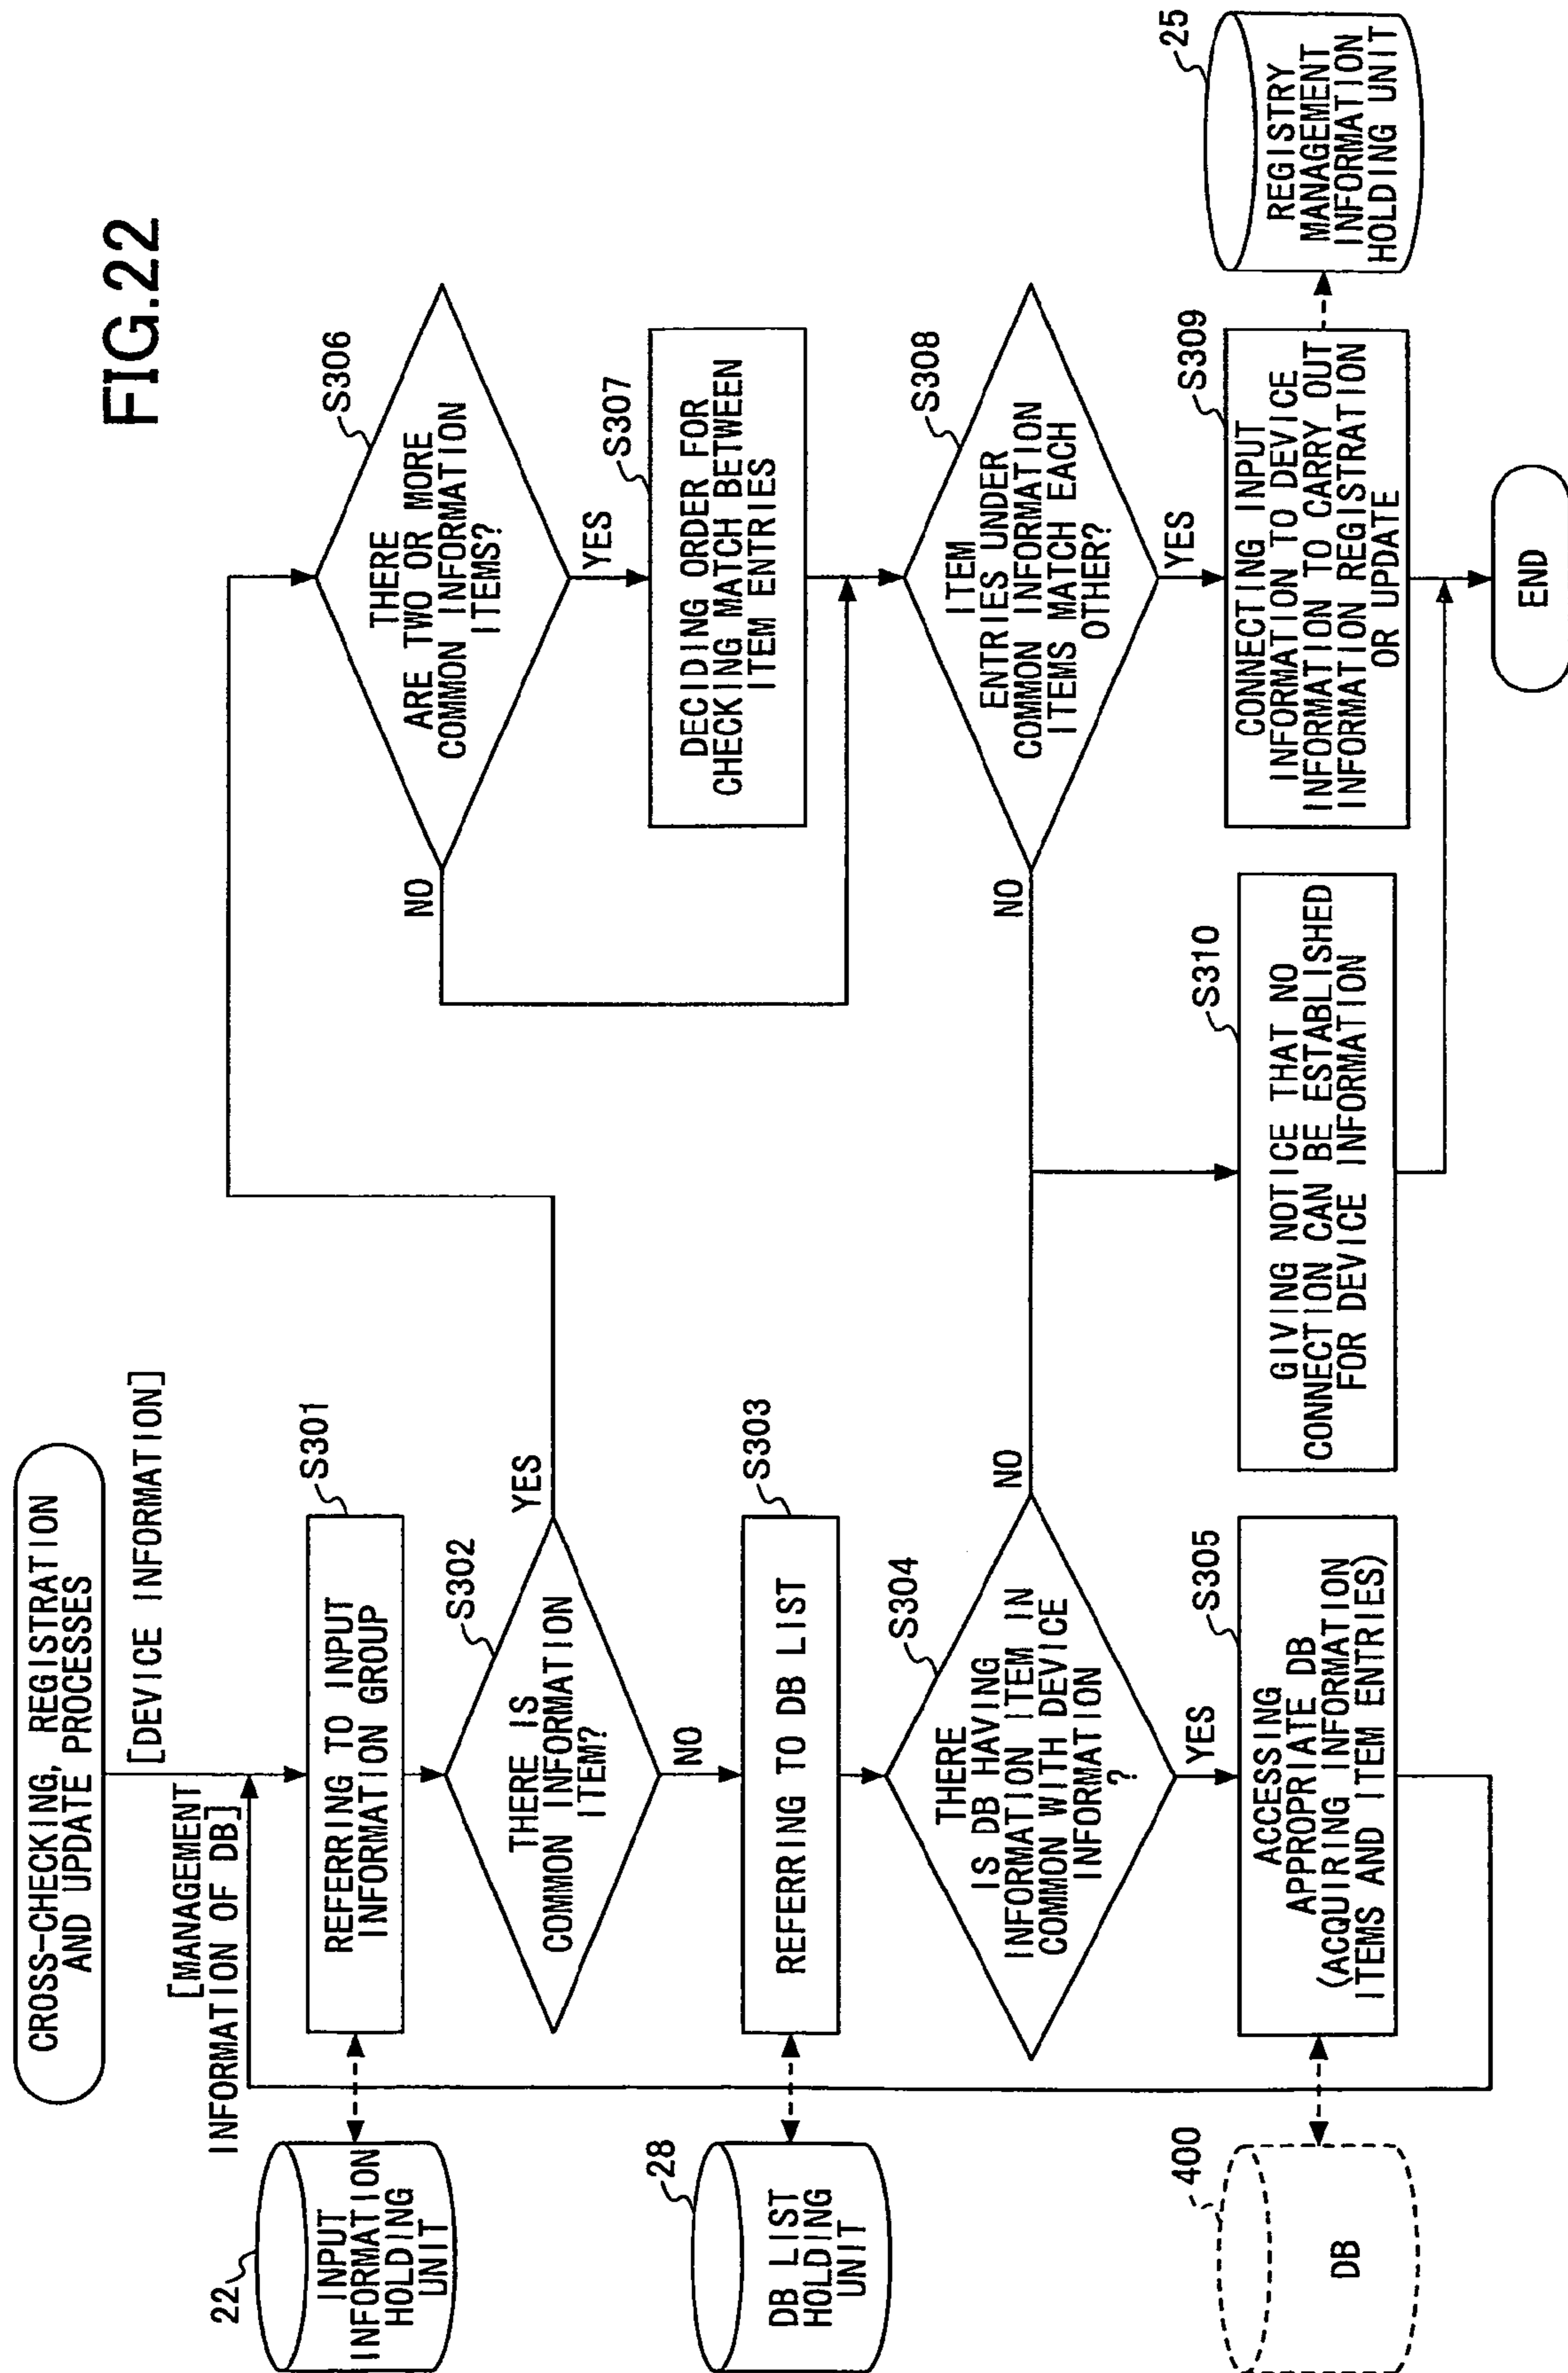 FIG.22
CROSS-CHECKING, REGISTRATION
AND UPDATE PROCESSES
[DEVICE INFORMATION]
[MANAGEMENT
INFORMATION OF DB]
22
INPUT
INFORMATION
HOLDING
UNIT
S301
REFERRING TO INPUT
INFORMATION GROUP
S302
THERE IS
COMMON INFORMATION
ITEM?
YES
NO
28
DB LIST
HOLDING
UNIT
S303
REFERRING TO DB LIST
S304
THERE
IS DB HAVING
INFORMATION ITEM IN
COMMON WITH DEVICE
INFORMATION
?
NO
YES
400
DB
S305
ACCESSING
APPROPRIATE DB
(ACQUIRING INFORMATION
ITEMS AND ITEM ENTRIES)
S306
THERE
ARE TWO OR MORE
COMMON INFORMATION
ITEMS?
NO
YES
S307
DECIDING ORDER FOR
CHECKING MATCH BETWEEN
ITEM ENTRIES
S308
ITEM
ENTRIES UNDER
COMMON INFORMATION
ITEMS MATCH EACH
OTHER?
NO
YES
S310
GIVING NOTICE THAT NO
CONNECTION CAN BE ESTABLISHED
FOR DEVICE INFORMATION
S309
CONNECTING INPUT
INFORMATION TO DEVICE
INFORMATION TO CARRY OUT
INFORMATION REGISTRATION
OR UPDATE
25
REGISTRY
MANAGEMENT
INFORMATION
HOLDING UNIT
END